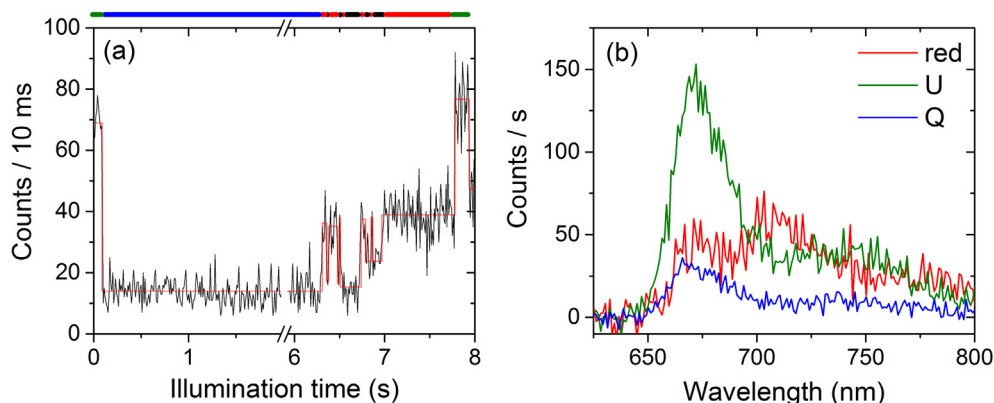 (a)
100
80
60
40
20
0
Counts / 10 ms
0 1 6 7 8
Illumination time (s)
(b)
red
U
Q
150
100
50
0
Counts / s
650 700 750 800
Wavelength (nm)